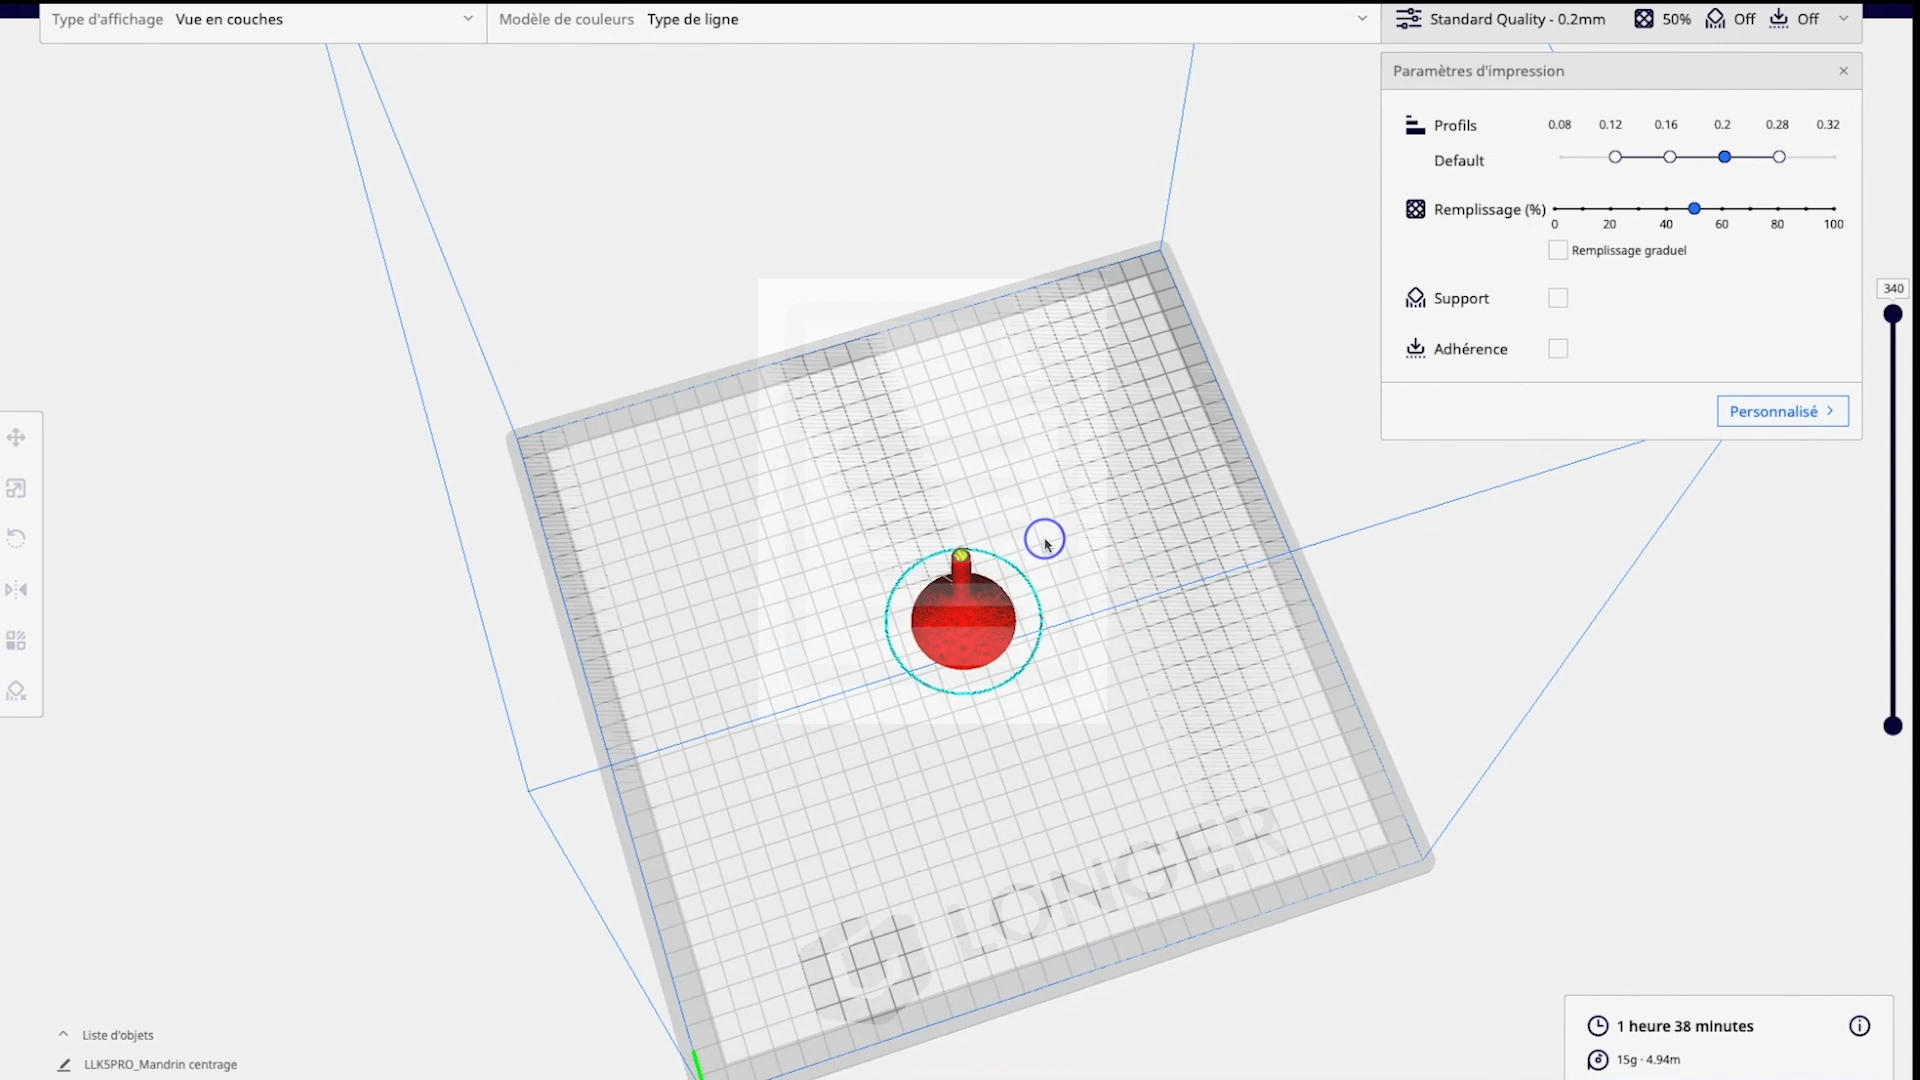 Type d'affichage Vue en couches
Modèle de couleurs Type de ligne
Standard Quality - 0.2mm 50% Off Off
Paramètres d'impression
Profils 0.08 0.12 0.16 0.2 0.28 0.32
Default
Remplissage (%)
0 20 40 60 80 100
Remplissage graduel
Support
Adhérence
Personnalisé
340
LONGER
Liste d'objets
LLK5PRO_Mandrin centrage
1 heure 38 minutes
15g · 4.94m